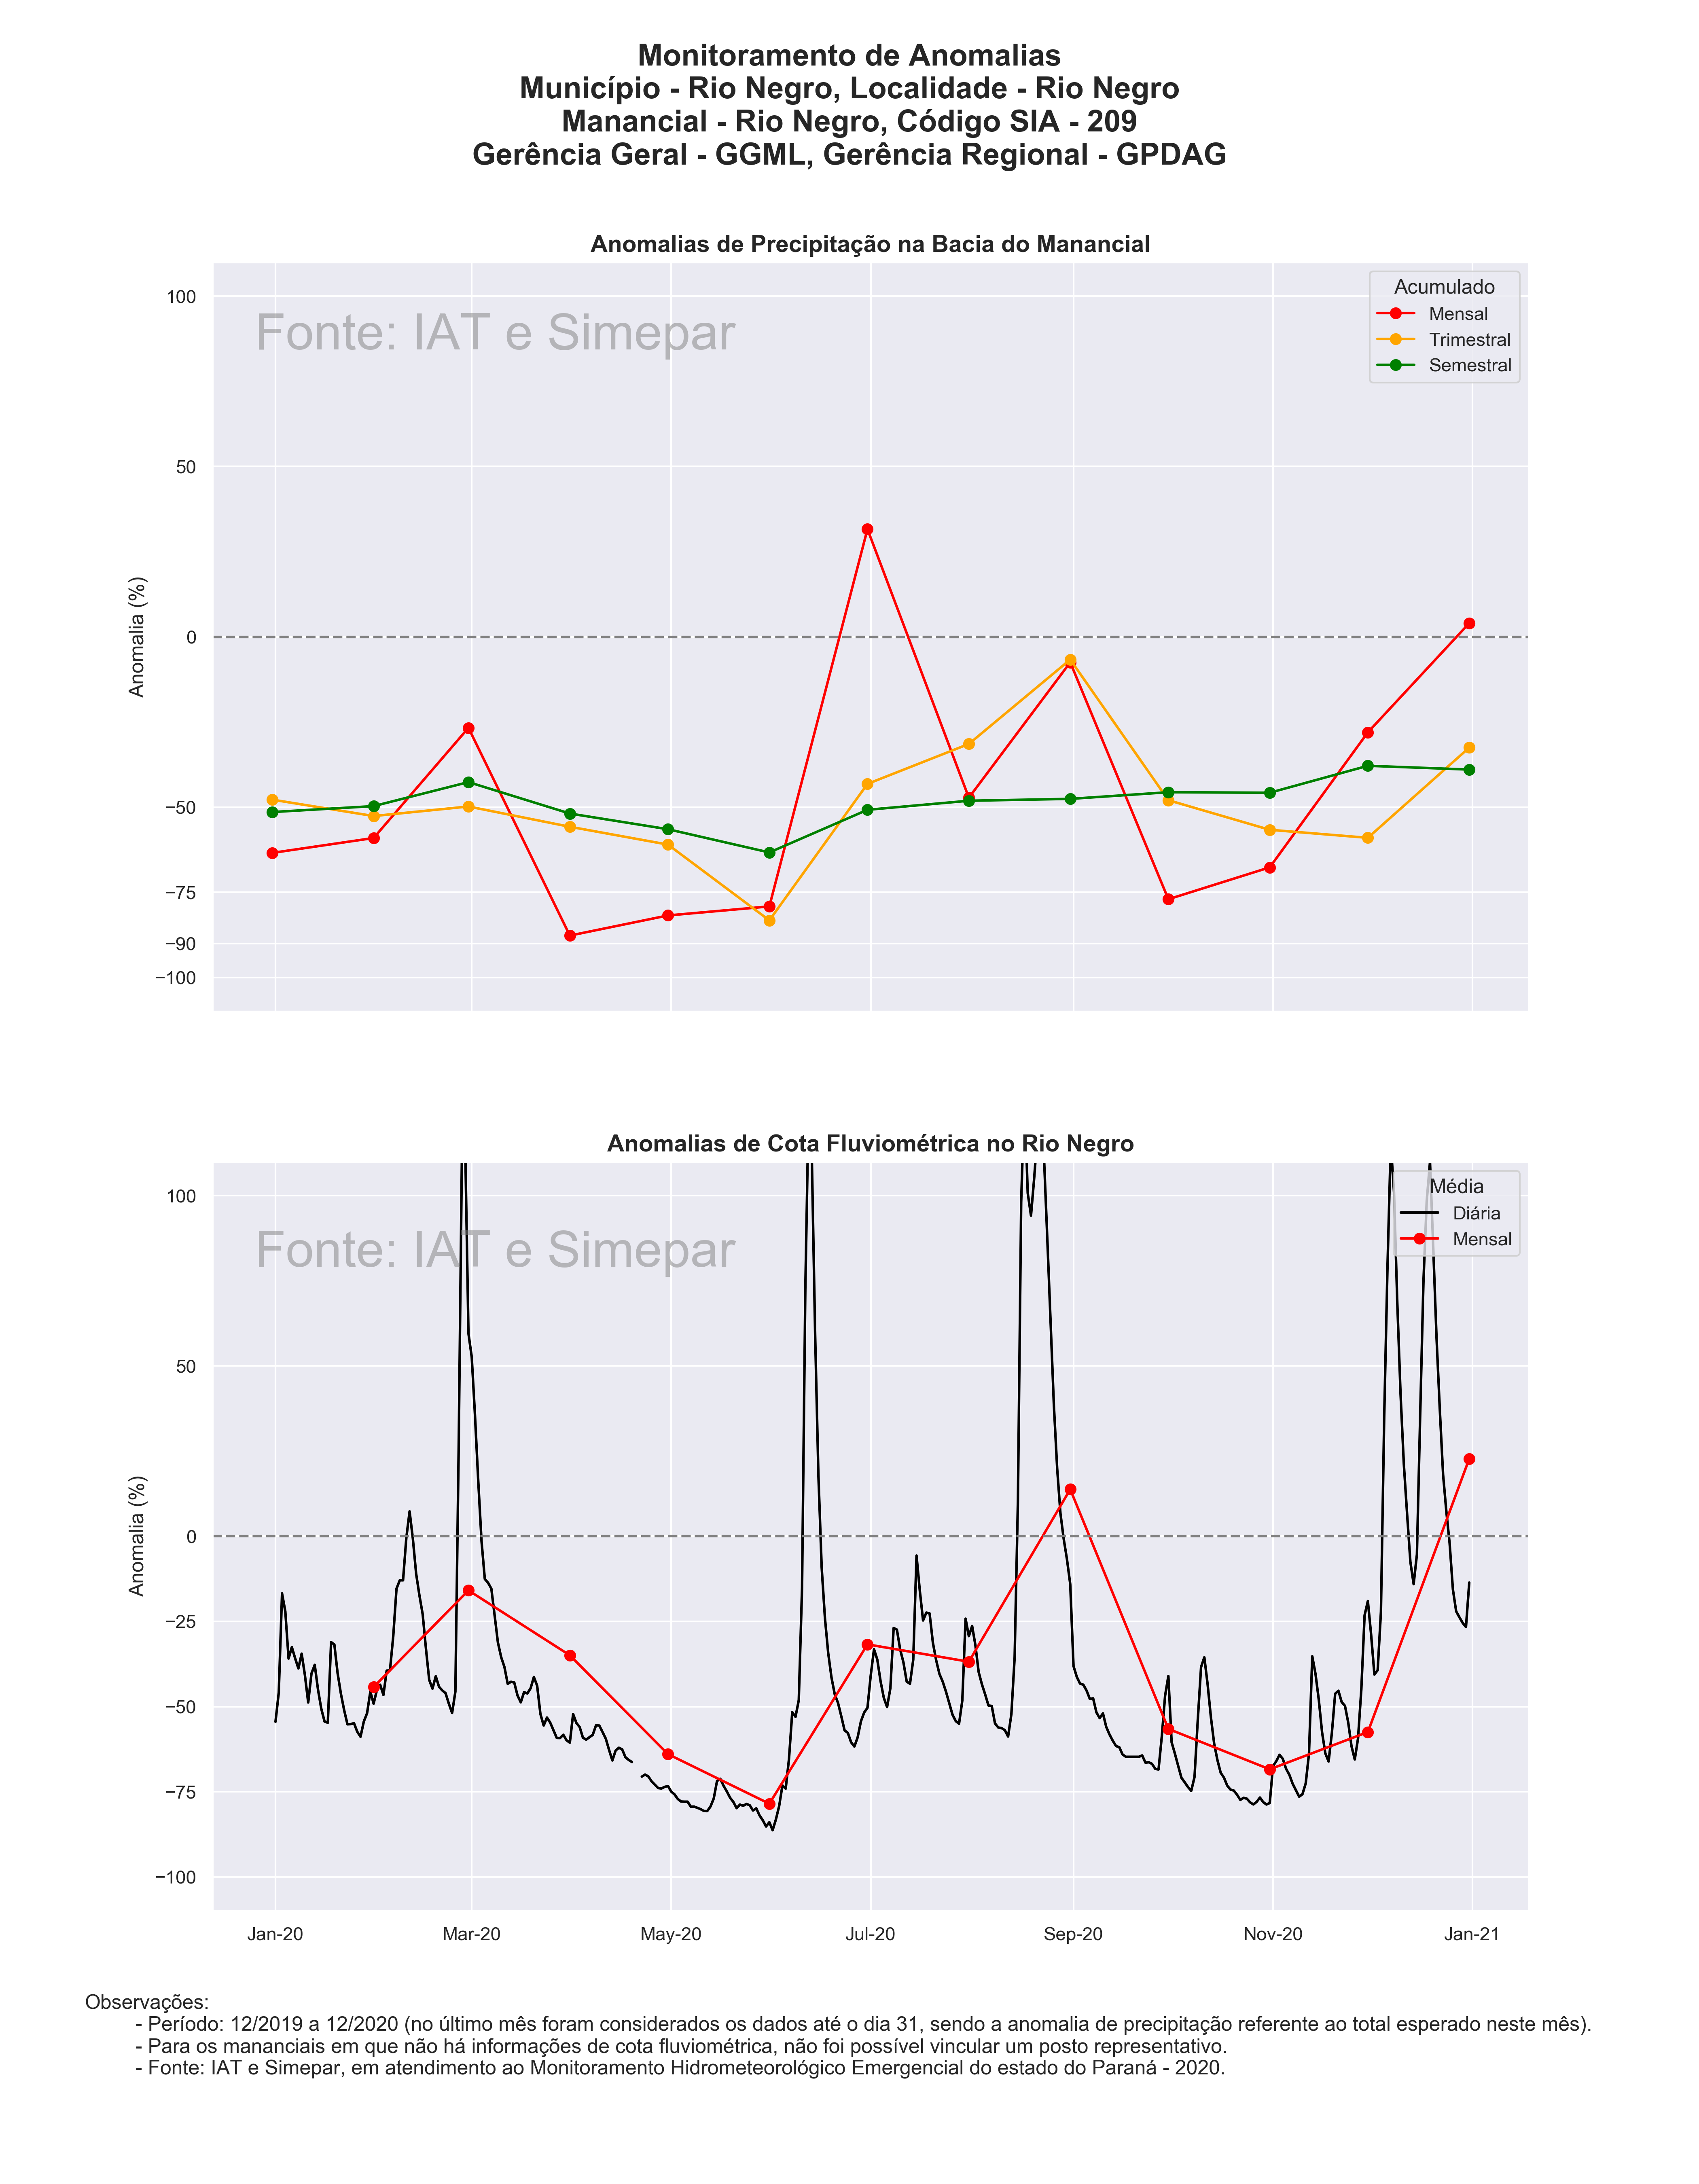 Monitoramento de Anomalias
Município - Rio Negro, Localidade - Rio Negro
Manancial - Rio Negro, Código SIA - 209
Gerência Geral - GGML, Gerência Regional - GPDAG
Anomalias de Precipitação na Bacia do Manancial
Fonte: IAT e Simepar
Acumulado
Mensal
Trimestral
Semestral
Anomalia (%)
100
50
0
−50
−75
−90
−100
Anomalias de Cota Fluviométrica no Rio Negro
Fonte: IAT e Simepar
Média
Diária
Mensal
Anomalia (%)
100
50
0
−25
−50
−75
−100
Jan-20 Mar-20 May-20 Jul-20 Sep-20 Nov-20 Jan-21
Observações:
- Período: 12/2019 a 12/2020 (no último mês foram considerados os dados até o dia 31, sendo a anomalia de precipitação referente ao total esperado neste mês).
- Para os mananciais em que não há informações de cota fluviométrica, não foi possível vincular um posto representativo.
- Fonte: IAT e Simepar, em atendimento ao Monitoramento Hidrometeorológico Emergencial do estado do Paraná - 2020.